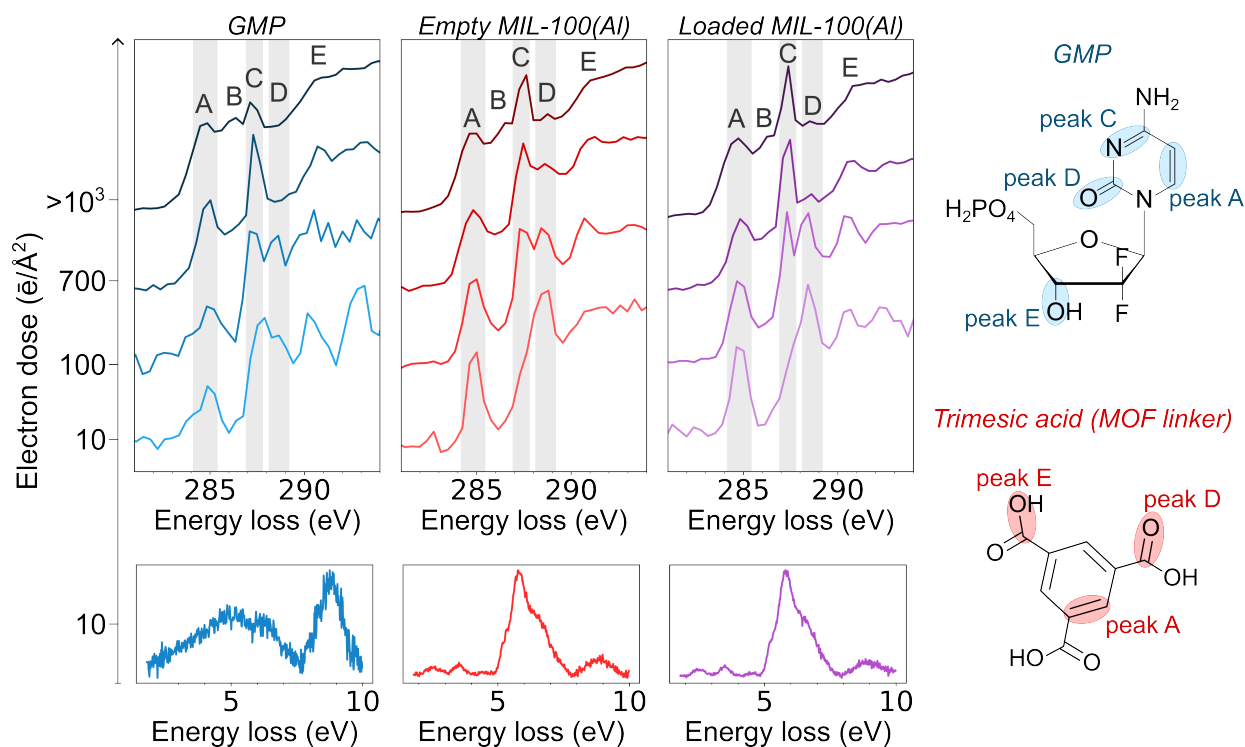 GMP
Empty MIL-100(Al)
Loaded MIL-100(Al)
A
B
C
D
E
A
B
C
D
E
A
B
C
D
E
Electron dose (ē/Å²)
>10³
700
100
10
285
290
285
290
285
290
Energy loss (eV)
Energy loss (eV)
Energy loss (eV)
10
5
10
5
10
5
10
Energy loss (eV)
Energy loss (eV)
Energy loss (eV)
GMP
NH₂
peak C
N
peak D
O
N
peak A
H₂PO₄
O
F
F
OH
peak E
Trimesic acid (MOF linker)
peak E
OH
peak D
O
O
OH
peak A
HO
O